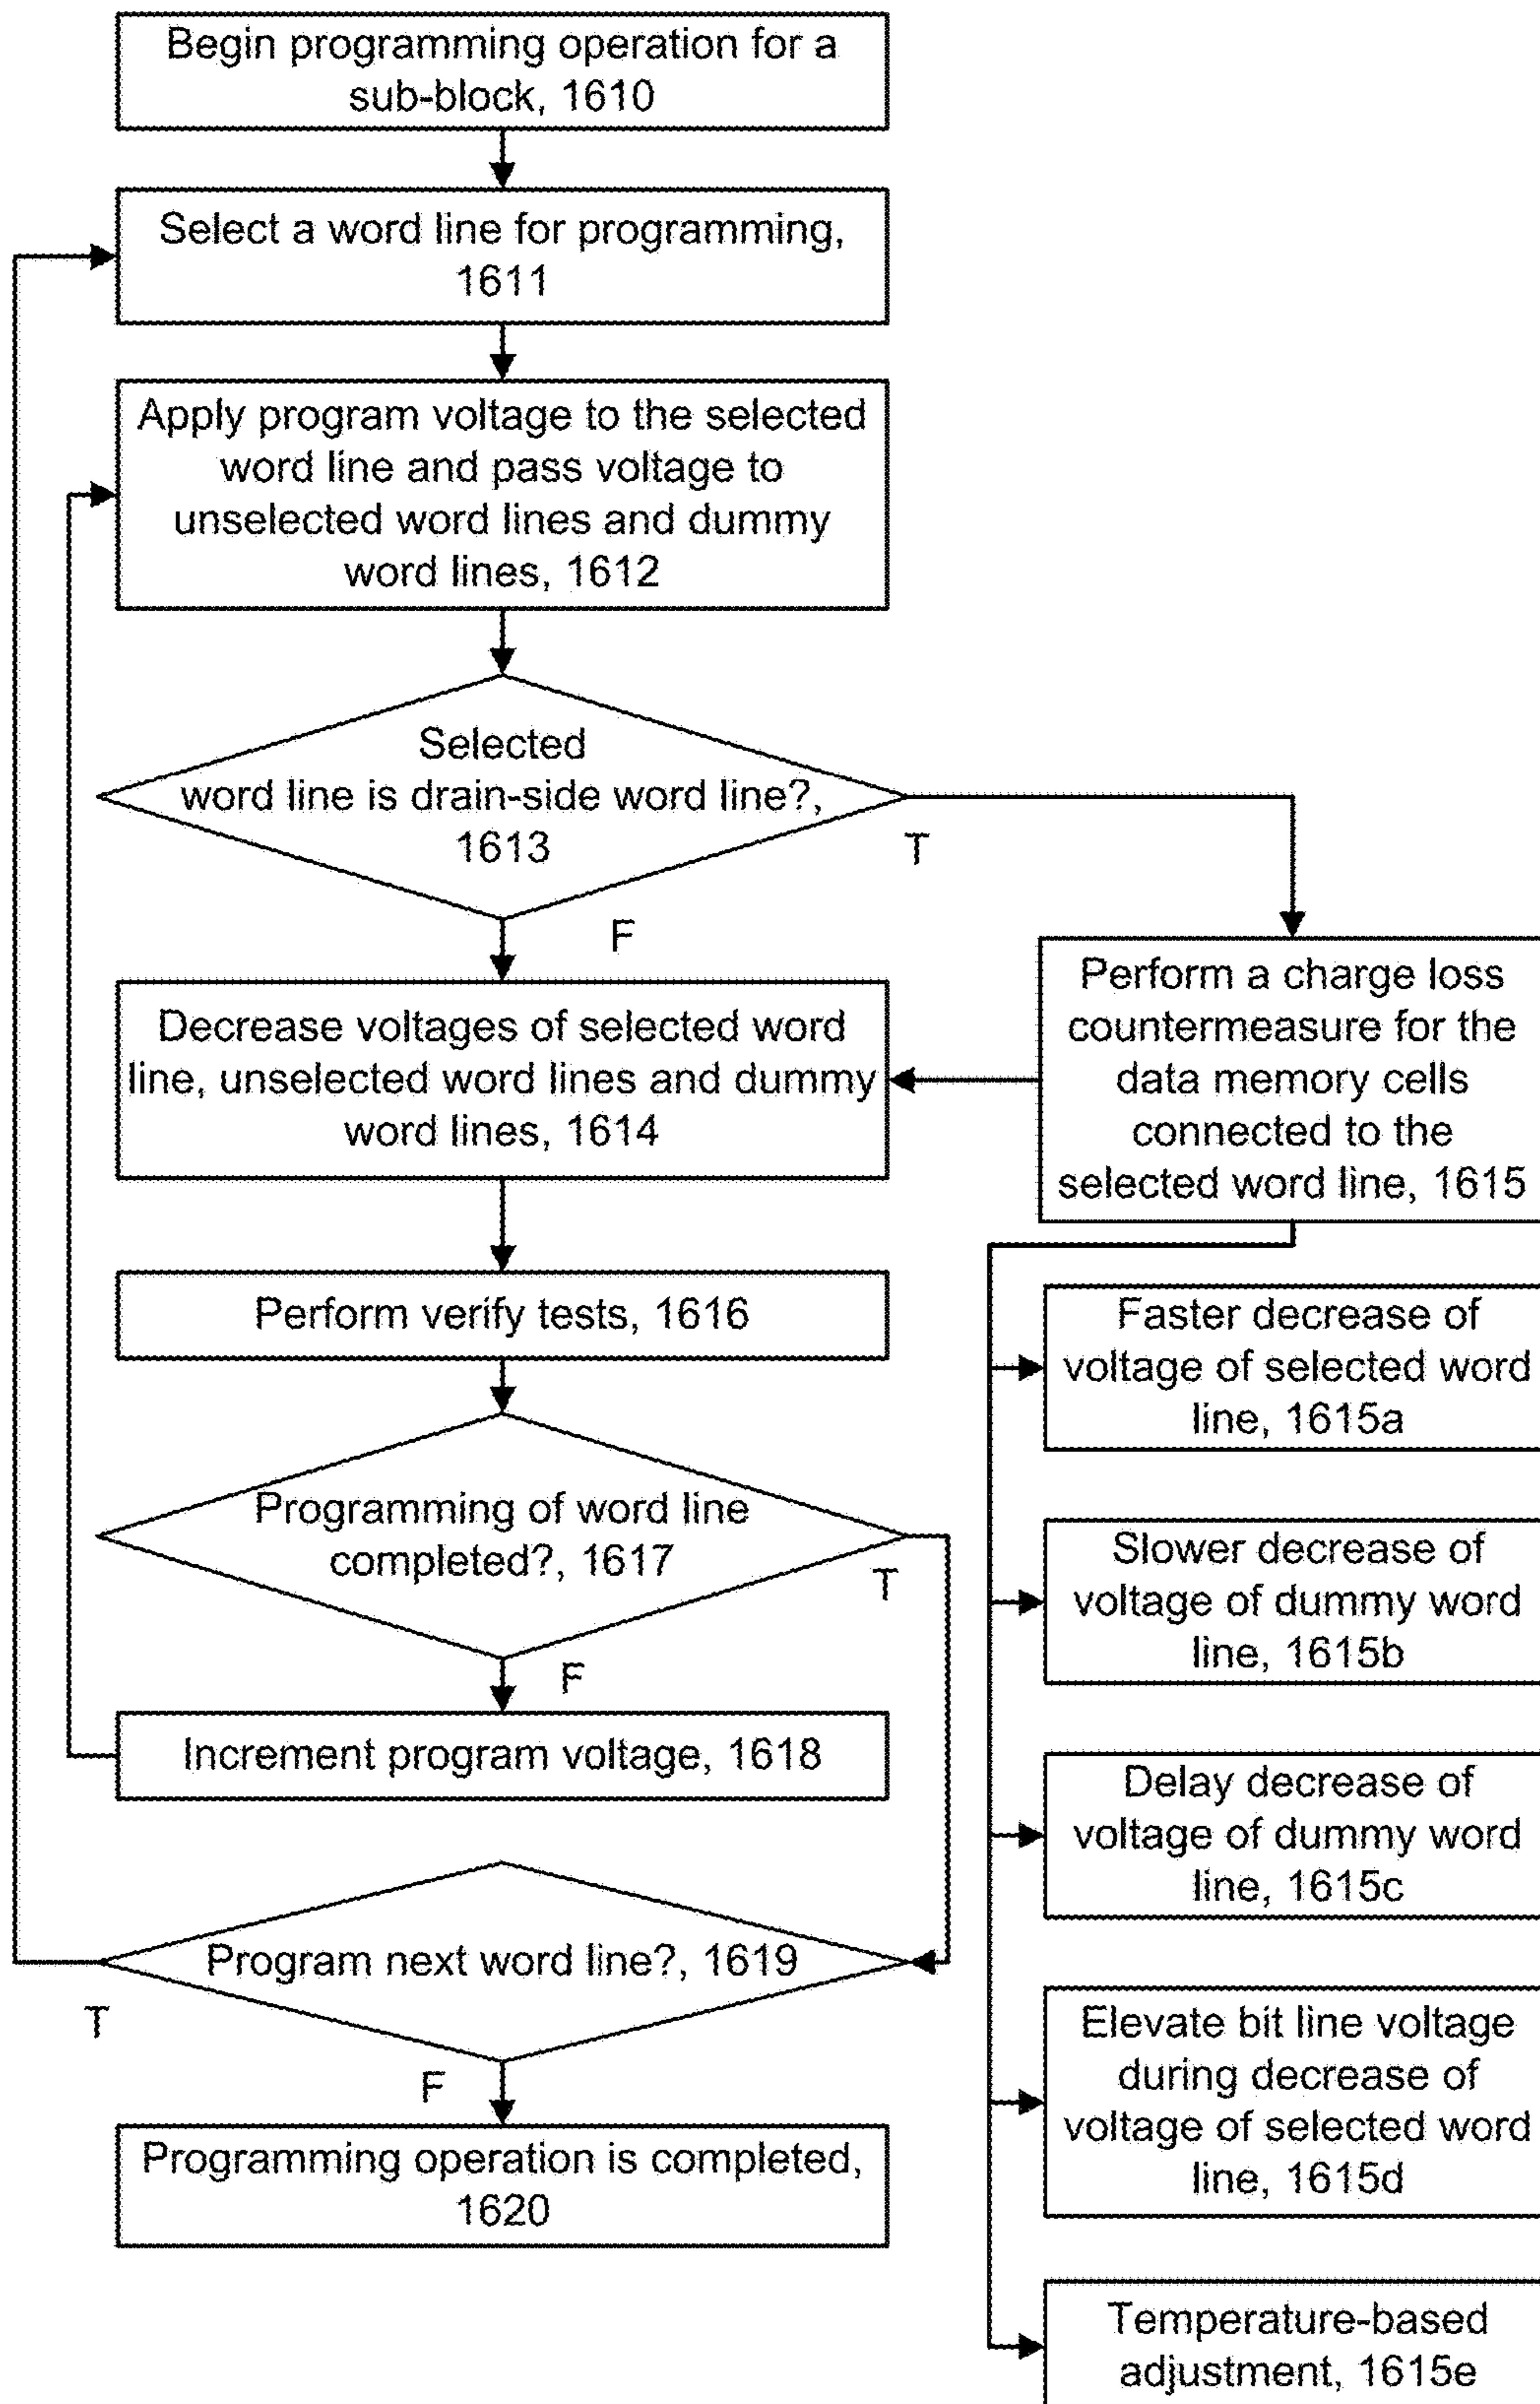 Begin programming operation for a
sub-block, 1610
Select a word line for programming,
1611
Apply program voltage to the selected
word line and pass voltage to
unselected word lines and dummy
word lines, 1612
Selected
word line is drain-side word line?,
1613
T
F
Decrease voltages of selected word
line, unselected word lines and dummy
word lines, 1614
Perform a charge loss
countermeasure for the
data memory cells
connected to the
selected word line, 1615
Perform verify tests, 1616
Programming of word line
completed?, 1617
T
F
Increment program voltage, 1618
Program next word line?, 1619
T
F
Programming operation is completed,
1620
Faster decrease of
voltage of selected word
line, 1615a
Slower decrease of
voltage of dummy word
line, 1615b
Delay decrease of
voltage of dummy word
line, 1615c
Elevate bit line voltage
during decrease of
voltage of selected word
line, 1615d
Temperature-based
adjustment, 1615e